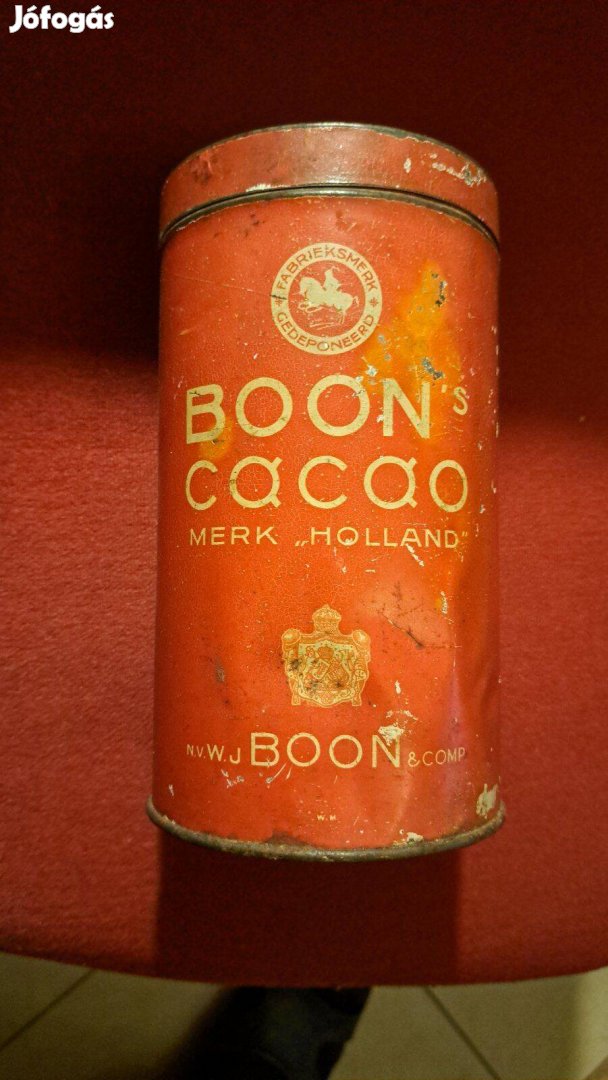 Jófogás
FABRIEKSMERK
GEDEPONEERD
BOON's
cacao
MERK „HOLLAND"
N.V. W.J BOON & COMP
W.H